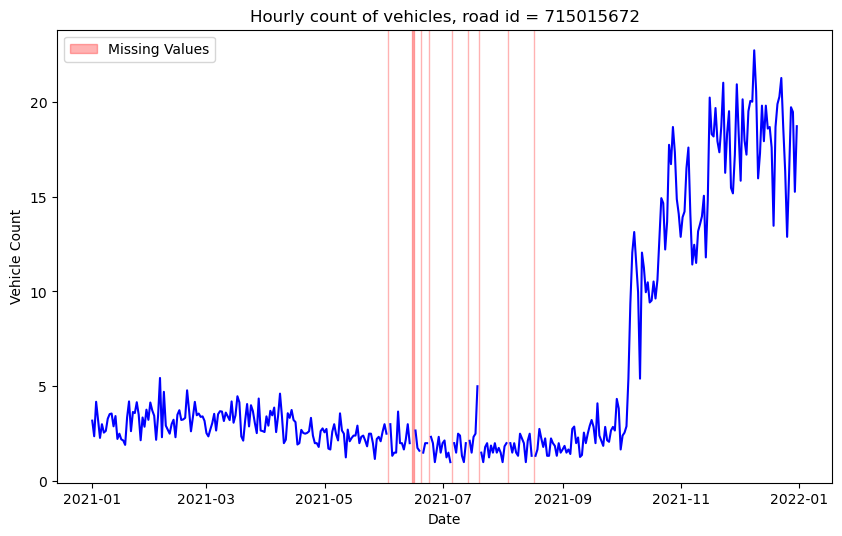 Hourly count of vehicles, road id = 715015672
Missing Values
Vehicle Count
20
15
10
5
0
2021-01 2021-03 2021-05 2021-07 2021-09 2021-11 2022-01
Date